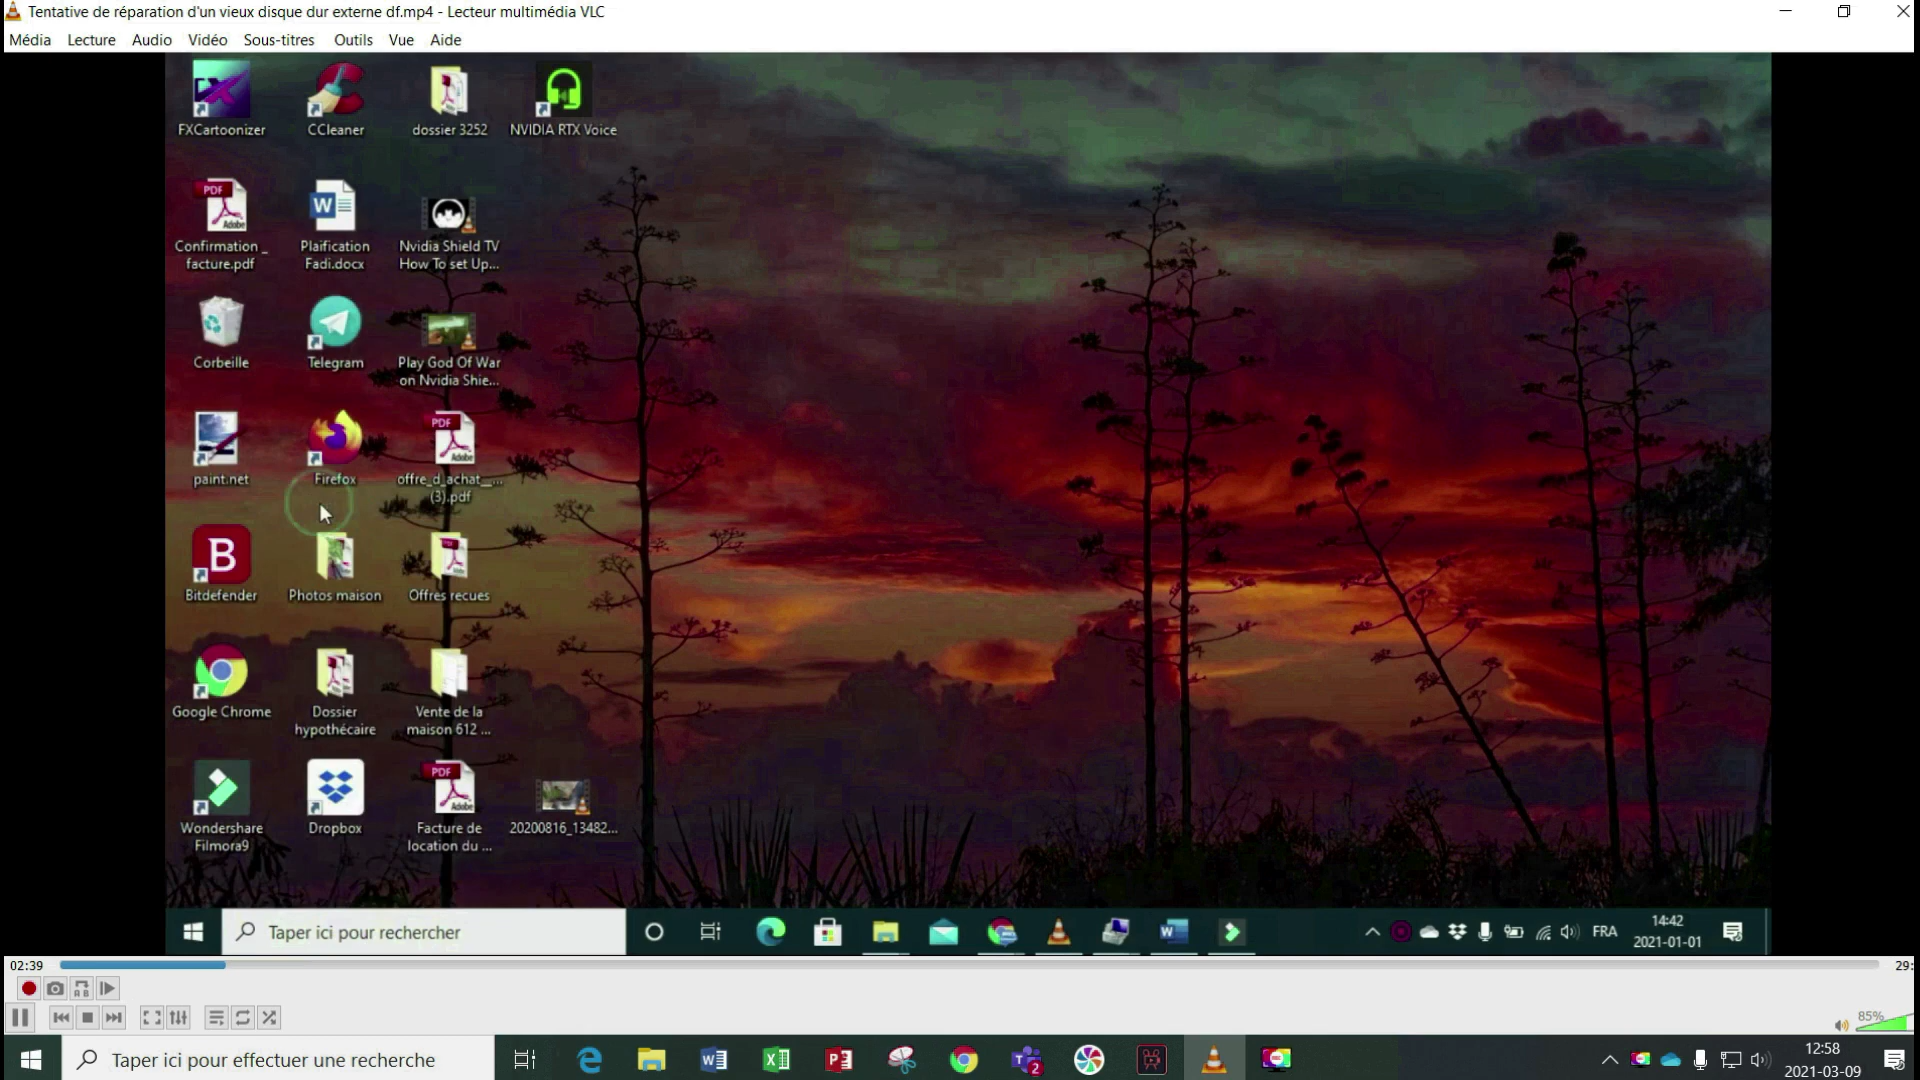 Tentative de réparation d'un vieux disque dur externe df.mp4 - Lecteur multimédia VLC
Média Lecture Audio Vidéo Sous-titres Outils Vue Aide
FXCartoonizer
CCleaner
dossier 3252
NVIDIA RTX Voice
Confirmation _
facture.pdf
Plaification
Fadi.docx
Nvidia Shield TV
How To set Up...
Corbeille
Telegram
Play God Of War
on Nvidia Shie...
paint.net
Firefox
offre_d_achat__...
(3).pdf
Bitdefender
Photos maison
Offres recues
Google Chrome
Dossier
hypothécaire
Vente de la
maison 612 ...
Wondershare
Filmora9
Dropbox
Facture de
location du ...
20200816_13482...
Taper ici pour rechercher
FRA
14:42
2021-01-01
02:39
29:
85%
Taper ici pour effectuer une recherche
12:58
2021-03-09